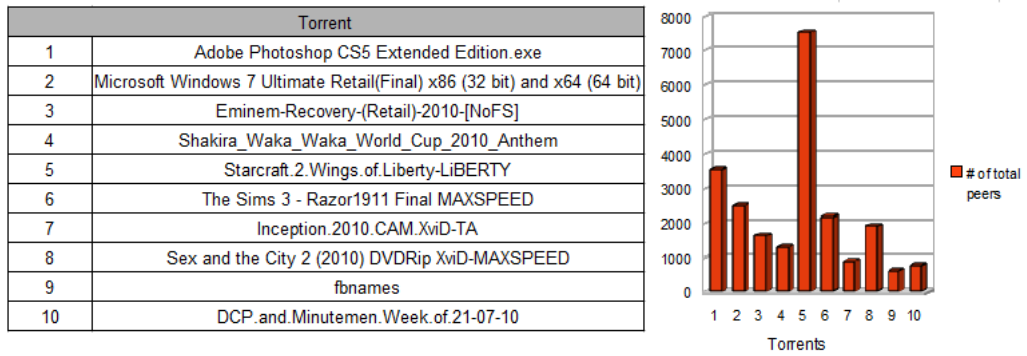 Torrent
1 Adobe Photoshop CS5 Extended Edition.exe
2 Microsoft Windows 7 Ultimate Retail(Final) x86 (32 bit) and x64 (64 bit)
3 Eminem-Recovery-(Retail)-2010-[NoFS]
4 Shakira_Waka_Waka_World_Cup_2010_Anthem
5 Starcraft.2.Wings.of.Liberty-LiBERTY
6 The Sims 3 - Razor1911 Final MAXSPEED
7 Inception.2010.CAM.XviD-TA
8 Sex and the City 2 (2010) DVDRip XviD-MAXSPEED
9 fbnames
10 DCP.and.Minutemen.Week.of.21-07-10
8000
7000
6000
5000
4000
3000
2000
1000
0
1 2 3 4 5 6 7 8 9 10
Torrents
# of total
peers